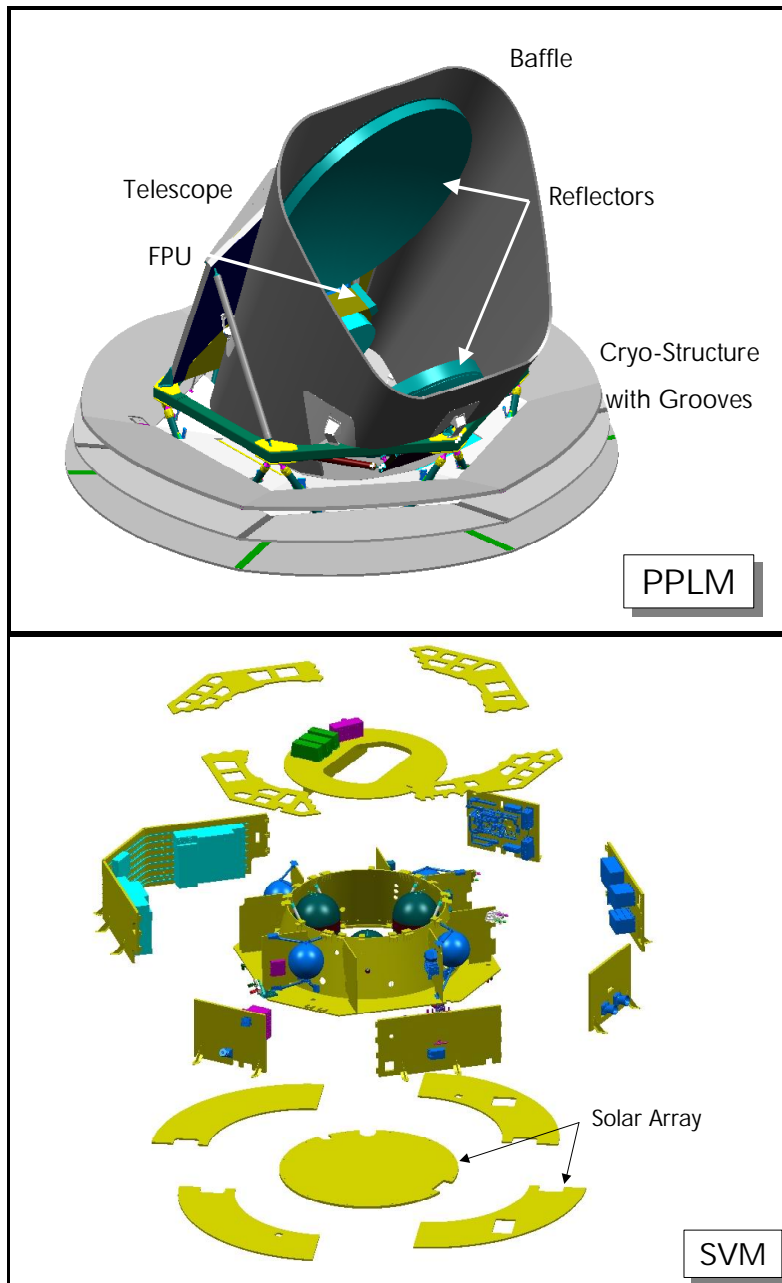 Baffle
Telescope
Reflectors
FPU
Cryo-Structure
with Grooves
PPLM
Solar Array
SVM